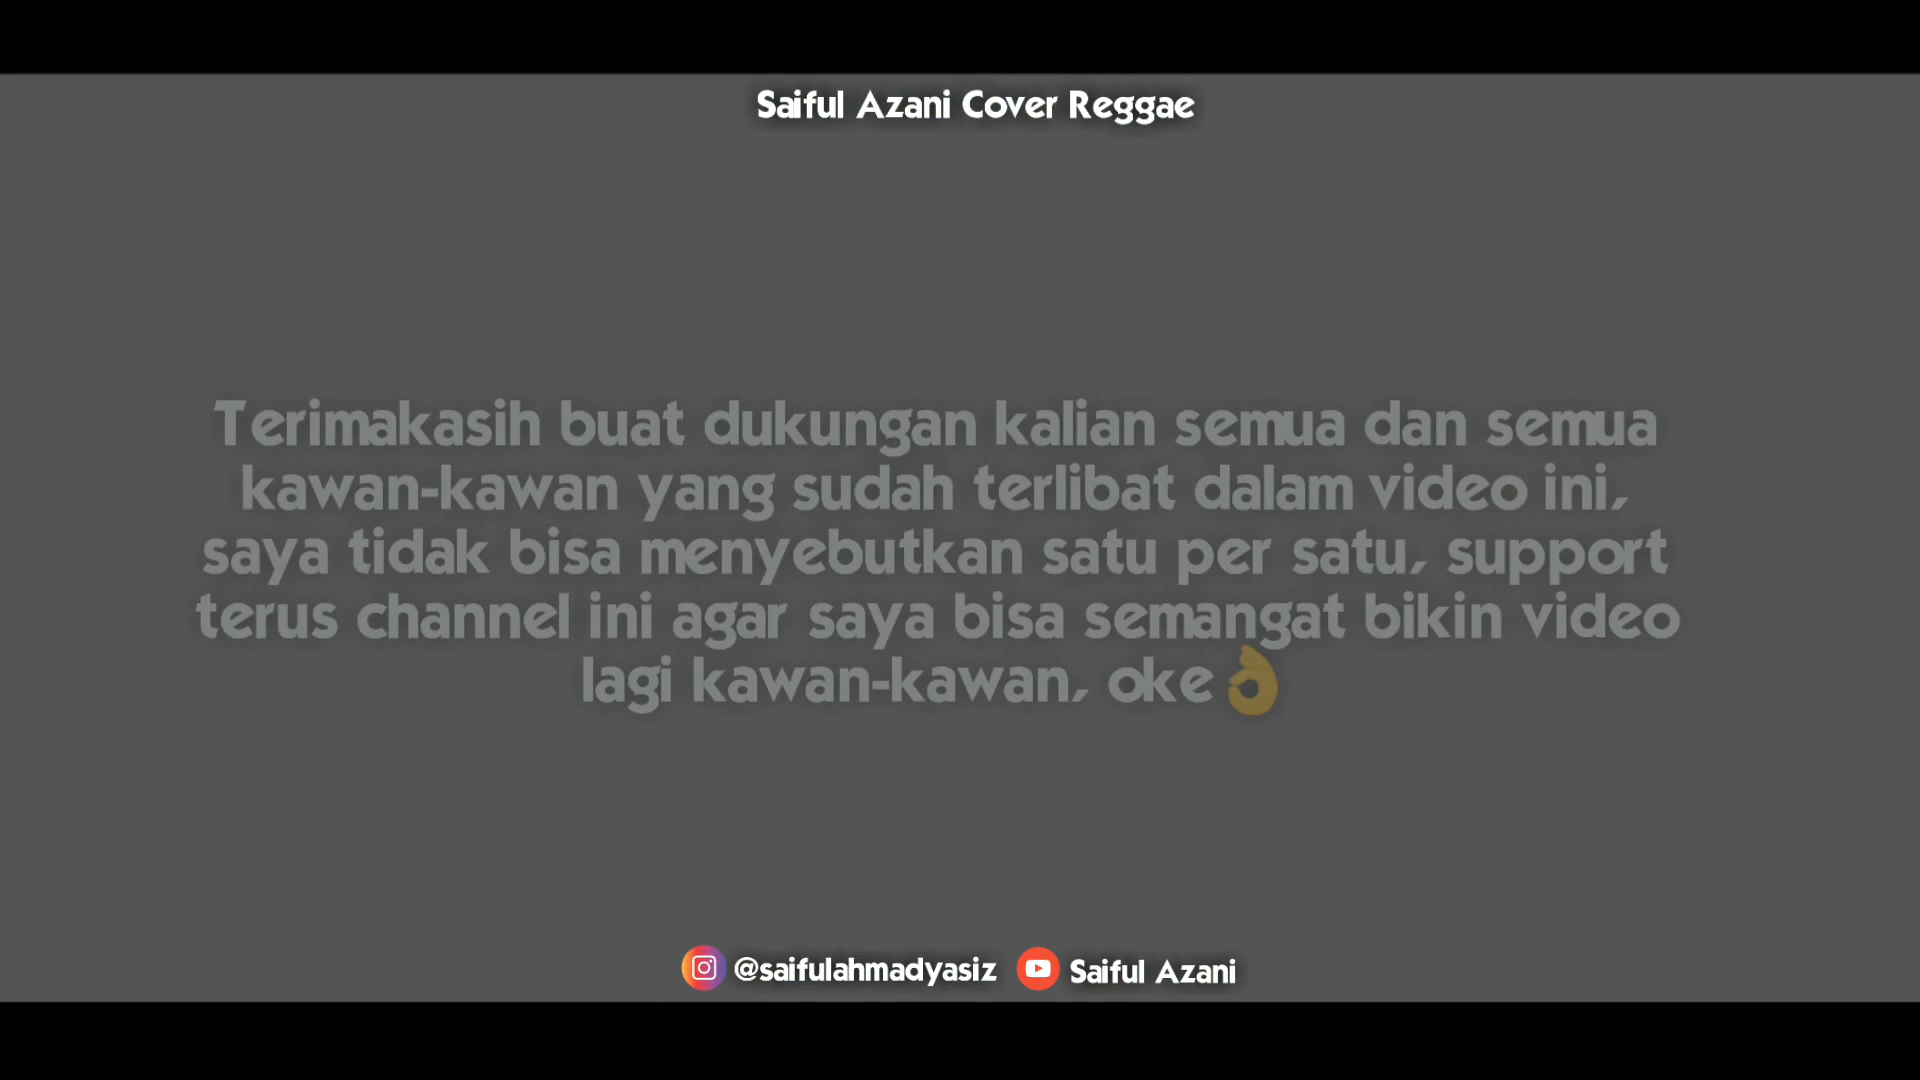 Saiful Azani Cover Reggae
Terimakasih buat dukungan kalian semua dan semua
kawan-kawan yang sudah terlibat dalam video ini,
saya tidak bisa menyebutkan satu per satu, support
terus channel ini agar saya bisa semangat bikin video
lagi kawan-kawan, oke👌
@saifulahmadyasiz Saiful Azani